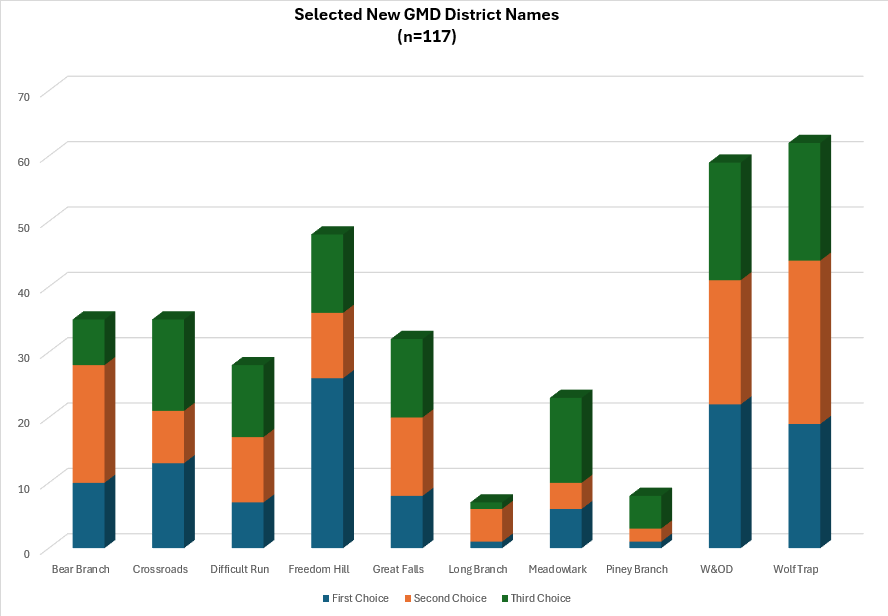 Selected New GMD District Names
(n=117)
70
60
50
40
30
20
10
0
Bear Branch Crossroads Difficult Run Freedom Hill Great Falls Long Branch Meadowlark Piney Branch W&OD Wolf Trap
First Choice Second Choice Third Choice